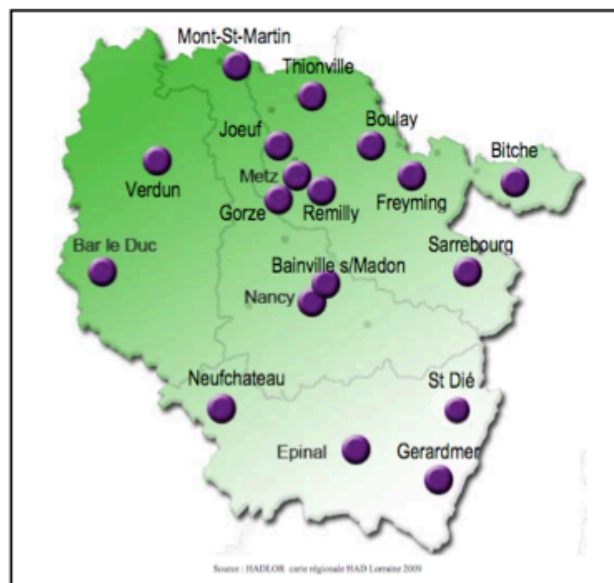 Mont-St-Martin
Thionville
Joeuf
Boulay
Metz
Bitche
Verdun
Gorze
Remilly
Freyming
Bar le Duc
Sarrebourg
Bainville s/Madon
Nancy
Neufchateau
St Dié
Epinal
Gerardmer
Source : HADLOR carte régionale HAD Lorraine 2009